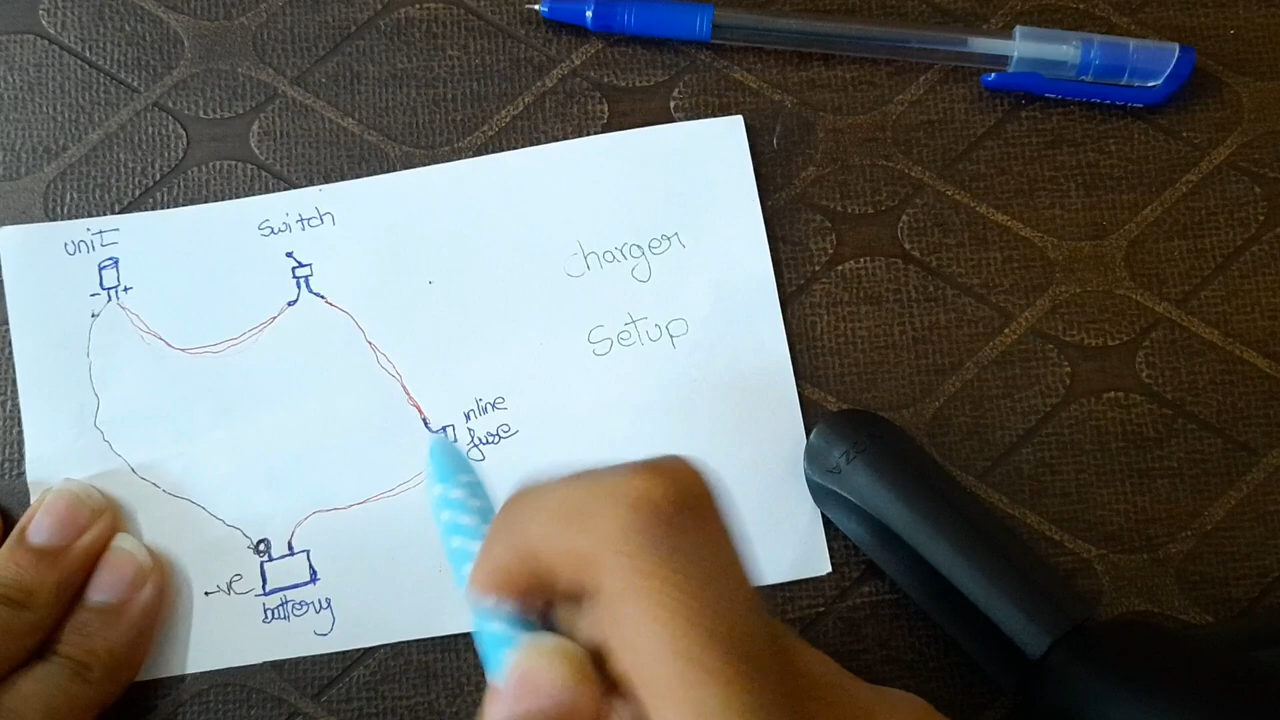 switch
unit
- +
charger
setup
inline
fuse
-ve
battery